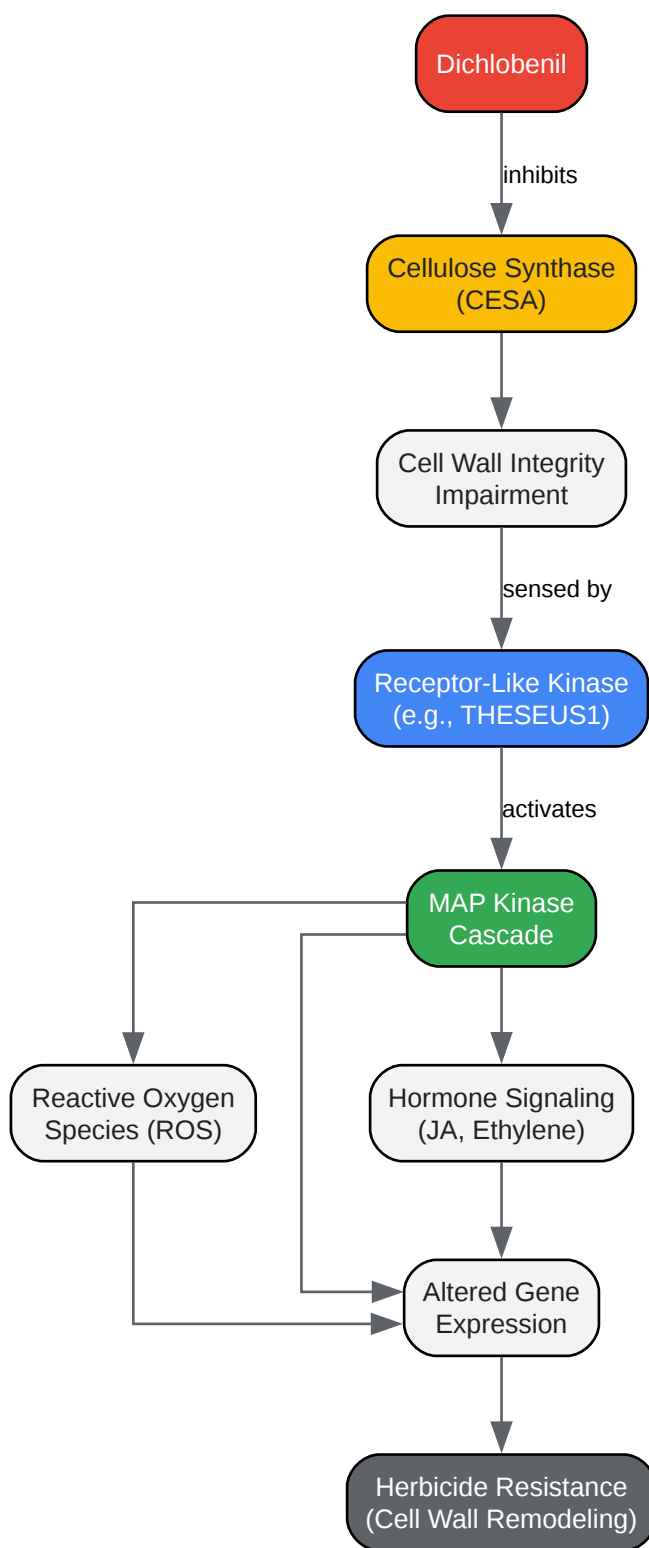 Dichlobenil
inhibits
Cellulose Synthase
(CESA)
Cell Wall Integrity
Impairment
sensed by
Receptor-Like Kinase
(e.g., THESEUS1)
activates
MAP Kinase
Cascade
Reactive Oxygen
Species (ROS)
Hormone Signaling
(JA, Ethylene)
Altered Gene
Expression
Herbicide Resistance
(Cell Wall Remodeling)